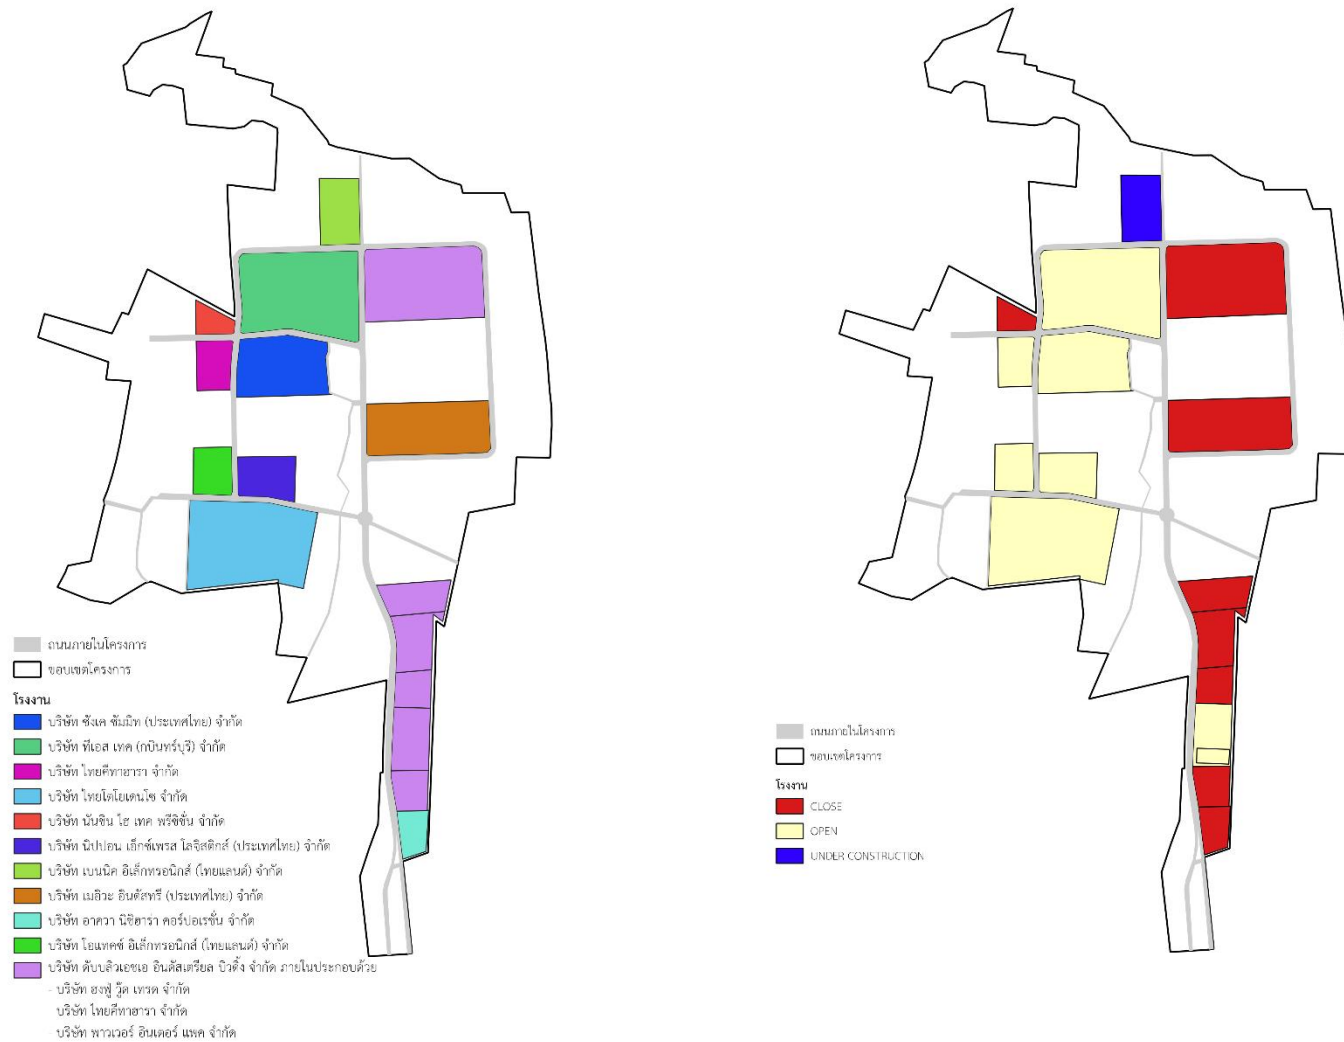 ถนนภายในโครงการ
ขอบเขตโครงการ
โรงงาน
บริษัท ซังเค ซัมมิท (ประเทศไทย) จำกัด
บริษัท ทีเอส เทค (กบินทร์บุรี) จำกัด
บริษัท ไทยคีทาฮารา จำกัด
บริษัท ไทยโตโยเดนโซ จำกัด
บริษัท นันชิน ไฮ เทค พรีซิชั่น จำกัด
บริษัท นิปปอน เอ็กซ์เพรส โลจิสติกส์ (ประเทศไทย) จำกัด
บริษัท เบนนิค อิเล็กทรอนิกส์ (ไทยแลนด์) จำกัด
บริษัท เมอิวะ อินดัสทรี (ประเทศไทย) จำกัด
บริษัท อาควา นิชิฮาร่า คอร์ปอเรชั่น จำกัด
บริษัท โอแทคซ์ อิเล็กทรอนิกส์ (ไทยแลนด์) จำกัด
บริษัท ดับบลิวเอชเอ อินดัสเตรียล บิวดิ้ง จำกัด ภายในประกอบด้วย
- บริษัท ฮงฟู่ วู๊ด เทรด จำกัด
บริษัท ไทยคีทาฮารา จำกัด
- บริษัท พาวเวอร์ อินเตอร์ แพค จำกัด
ถนนภายในโครงการ
ขอบเขตโครงการ
โรงงาน
CLOSE
OPEN
UNDER CONSTRUCTION